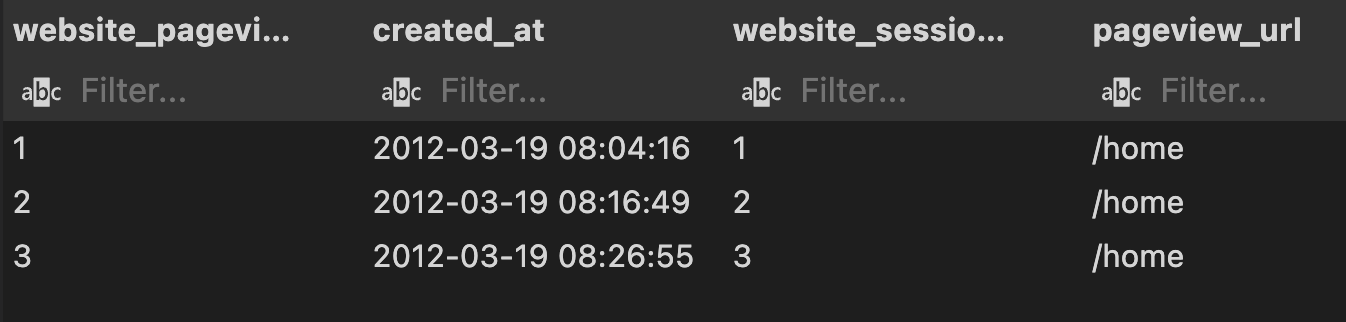 website_pagevi... created_at website_sessio... pageview_url
abc Filter... abc Filter... abc Filter... abc Filter...
1 2012-03-19 08:04:16 1 /home
2 2012-03-19 08:16:49 2 /home
3 2012-03-19 08:26:55 3 /home